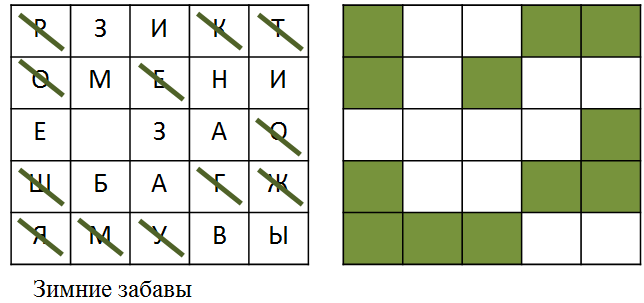 Р З И К Т
О М Е Н И
Е З А О
Ш Б А Г Ж
Я М У В Ы
Зимние забавы